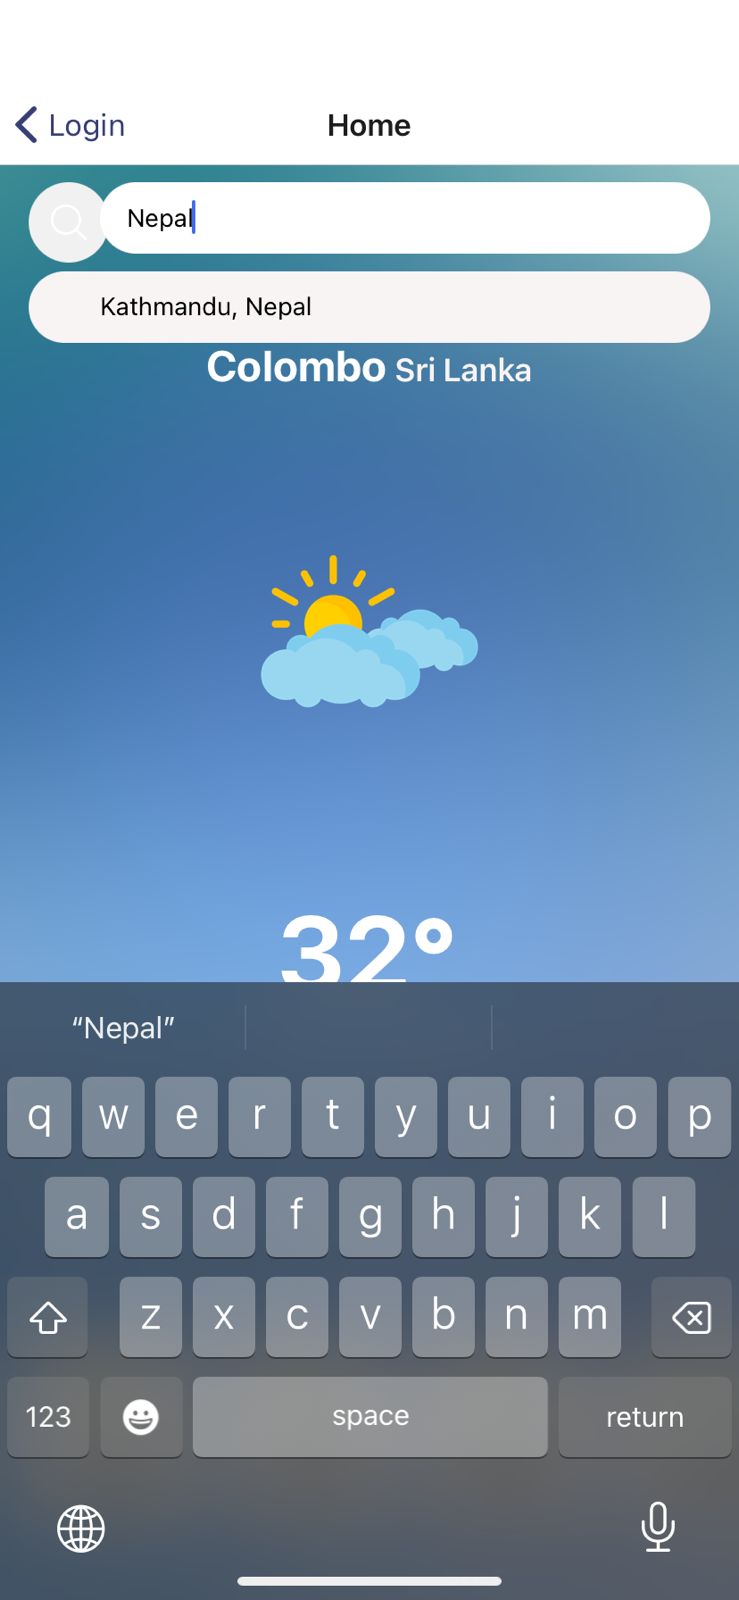 Login Home
Nepal
Kathmandu, Nepal
Colombo Sri Lanka
32°
“Nepal”
q w e r t y u i o p
a s d f g h j k l
z x c v b n m
123 space return